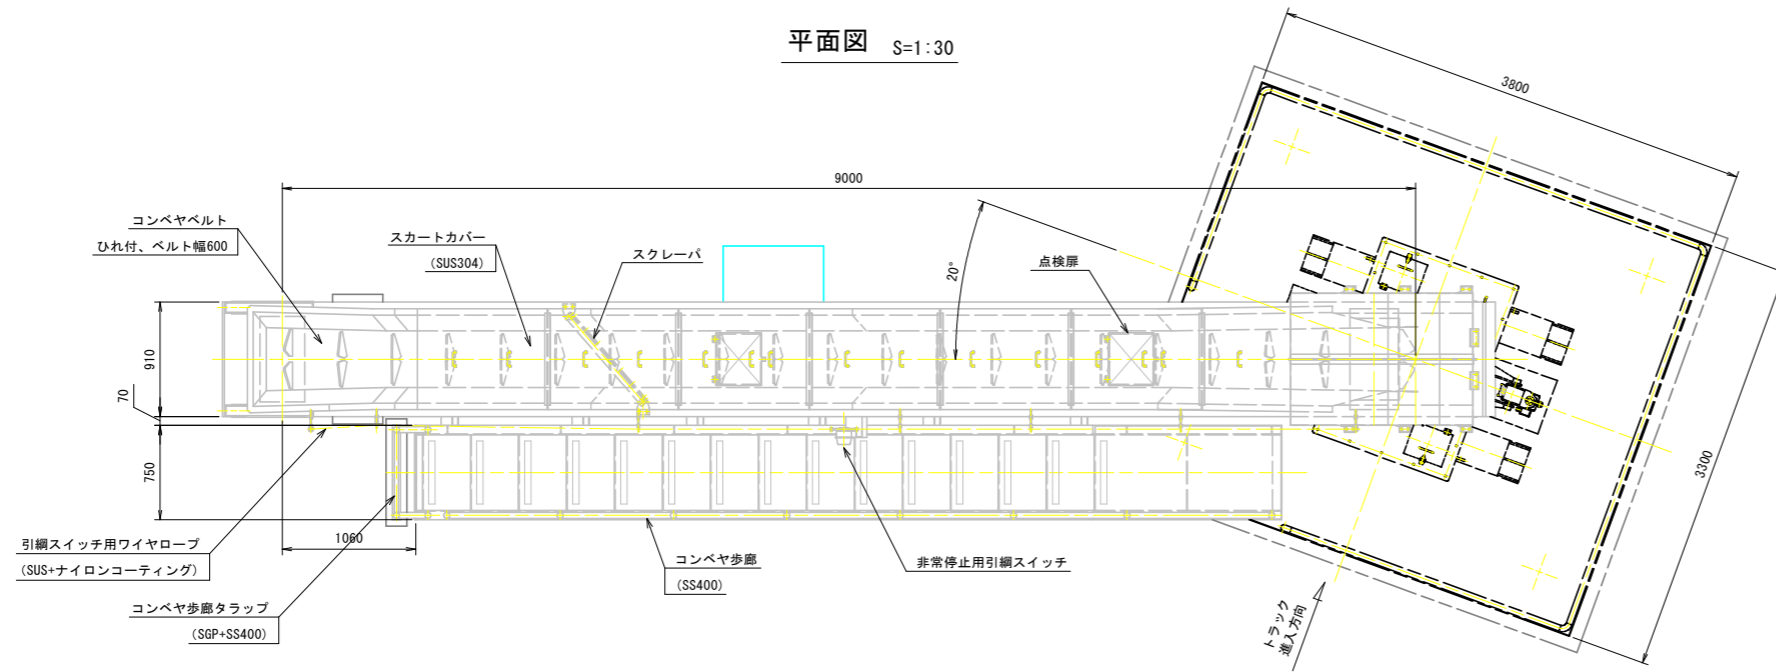 平面図 S=1:30
3800
9000
コンベヤベルト
ひれ付、ベルト幅600
スカートカバー
(SUS304)
スクレーパ
点検扉
20°
910
70
750
3300
1060
引綱スイッチ用ワイヤロープ
(SUS+ナイロンコーティング)
コンベヤ歩廊
(SS400)
非常停止用引綱スイッチ
コンベヤ歩廊タラップ
(SGP+SS400)
トラック
進入方向